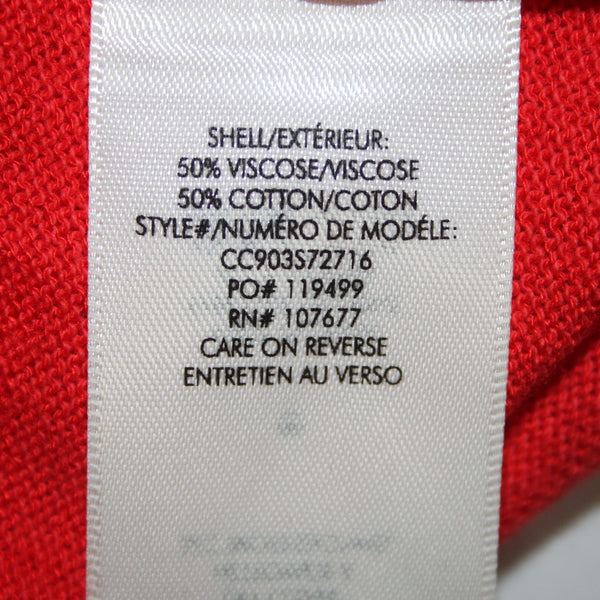 SHELL/EXTÉRIEUR:
50% VISCOSE/VISCOSE
50% COTTON/COTON
STYLE#/NUMÉRO DE MODÉLE:
CC903S72716
PO# 119499
RN# 107677
CARE ON REVERSE
ENTRETIEN AU VERSO